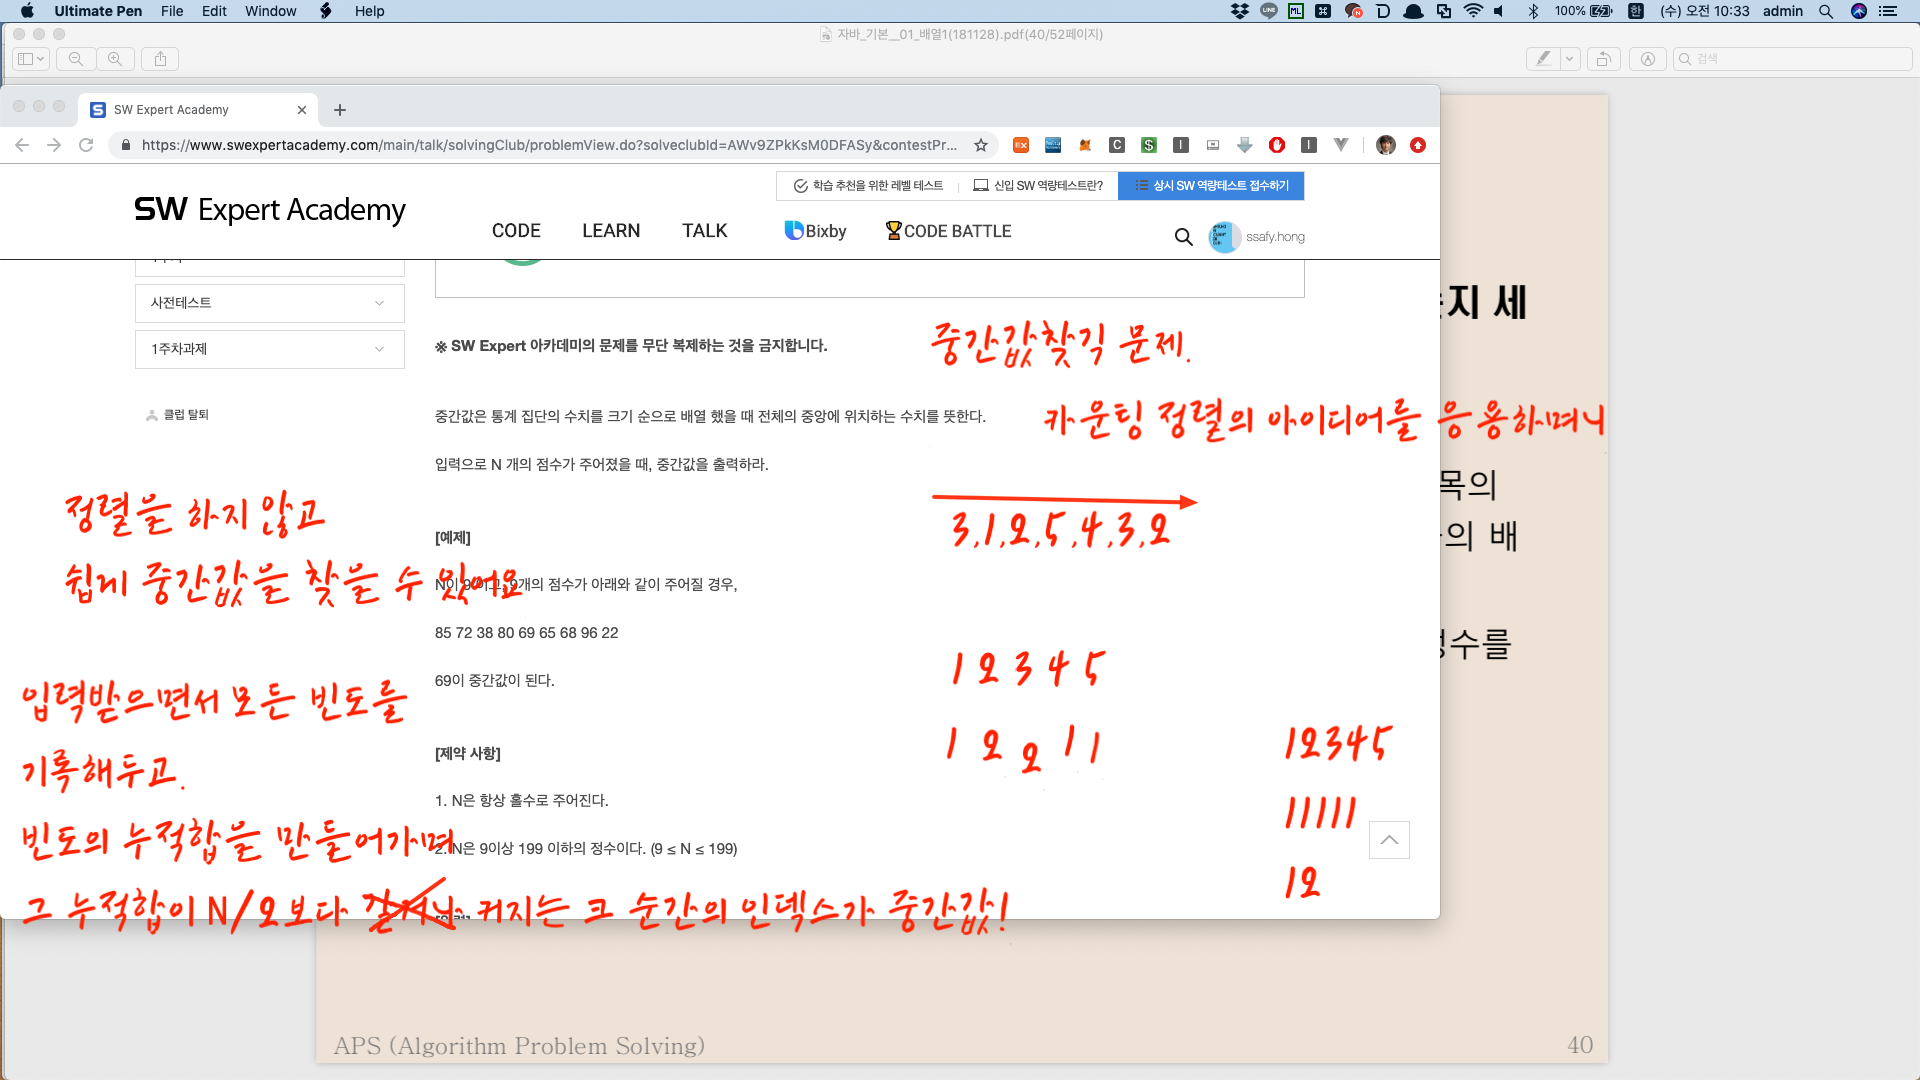 Ultimate Pen File Edit Window Help
100% 한 (수) 오전 10:33 admin
자바_기본__01_배열1(181128).pdf(40/52페이지)
검색
SW Expert Academy
https://www.swexpertacademy.com/main/talk/solvingClub/problemView.do?solveclubId=AWv9ZPkKsM0DFASy&contestPr...
학습 추천을 위한 레벨 테스트
신입 SW 역량테스트란?
상시 SW 역량테스트 접수하기
SW Expert Academy
CODE LEARN TALK Bixby CODE BATTLE
ssafy.hong
사전테스트
1주차과제
클럽 탈퇴
※ SW Expert 아카데미의 문제를 무단 복제하는 것을 금지합니다.
중간값찾긱 문제.
중간값은 통계 집단의 수치를 크기 순으로 배열 했을 때 전체의 중앙에 위치하는 수치를 뜻한다.
카운팅 정렬의 아이디어를 응용하며니
입력으로 N 개의 점수가 주어졌을 때, 중간값을 출력하라.
정렬을 하지 않고
쉽게 중간값을 찾을 수 있어요
3,1,2,5,4,3,2
[예제]
N이 9 이고, 9개의 점수가 아래와 같이 주어질 경우,
85 72 38 80 69 65 68 96 22
69이 중간값이 된다.
1 2 3 4 5
1 2 2 1 1
12345
11111
12
입력받으면서 모든 빈도를
기록해두고.
빈도의 누적합을 만들어가며
그 누적합이 N/2보다 커지는 크 순간의 인덱스가 중간값!
[제약 사항]
1. N은 항상 홀수로 주어진다.
2. N은 9이상 199 이하의 정수이다. (9 ≤ N ≤ 199)
지 세
목의
의 배
정수를
APS (Algorithm Problem Solving)
40